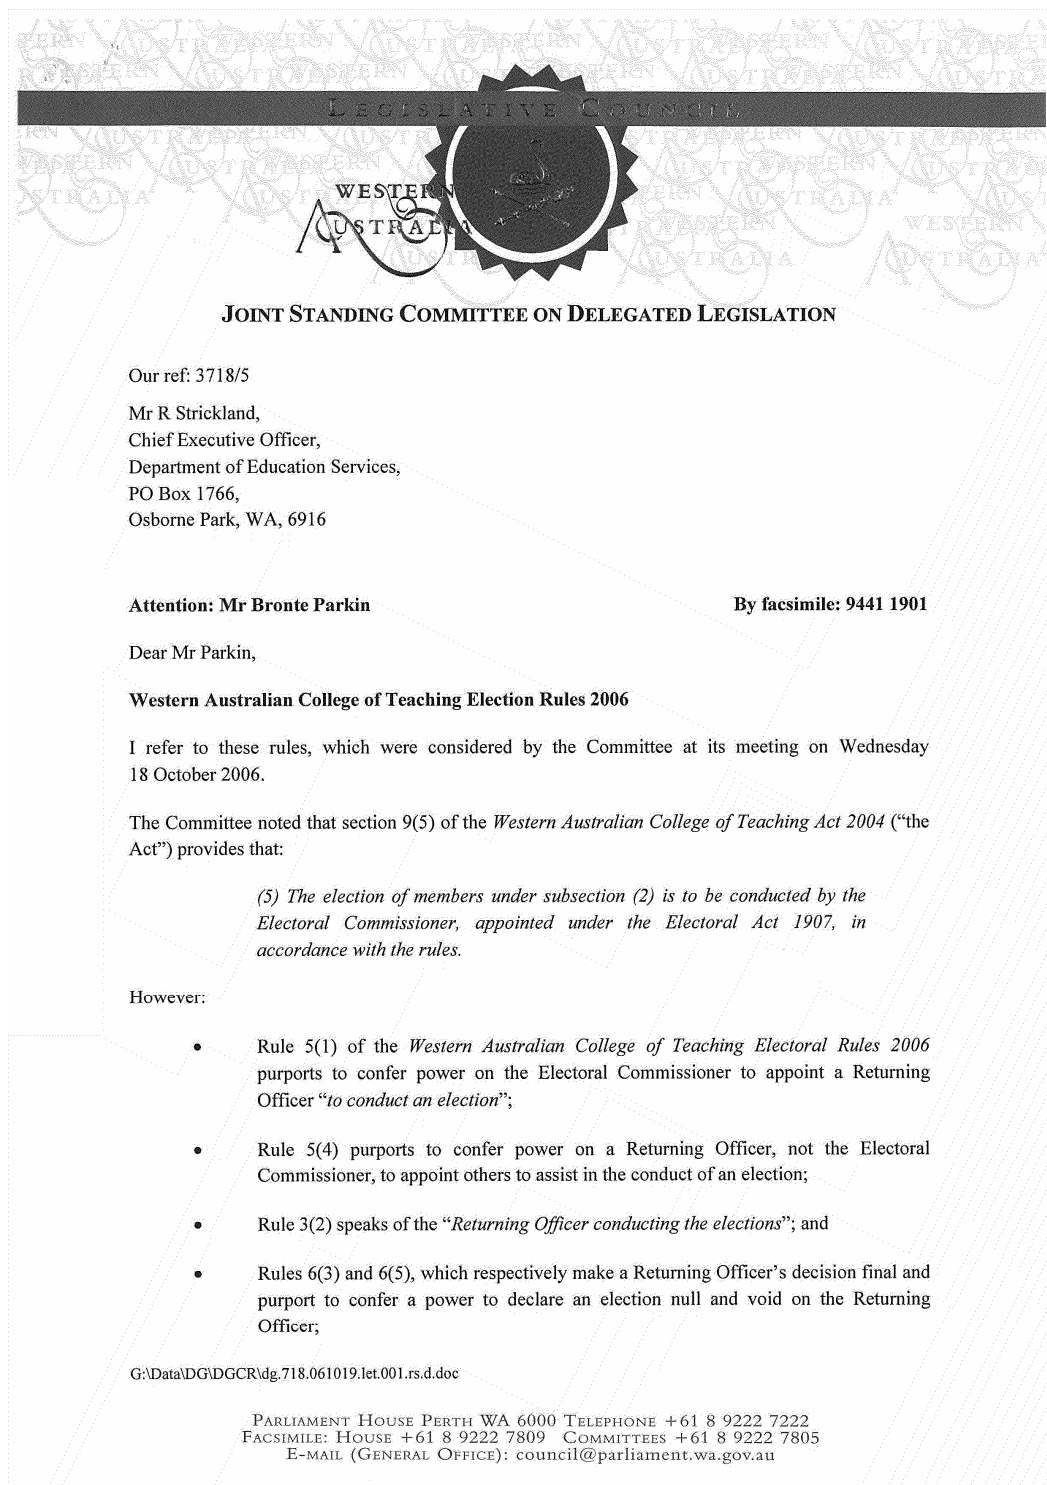 LEGISLATIVE COUNCIL
WESTERN
AUSTRALIA
JOINT STANDING COMMITTEE ON DELEGATED LEGISLATION
Our ref: 3718/5
Mr R Strickland,
Chief Executive Officer,
Department of Education Services,
PO Box 1766,
Osborne Park, WA, 6916
Attention: Mr Bronte Parkin By facsimile: 9441 1901
Dear Mr Parkin,
Western Australian College of Teaching Election Rules 2006
I refer to these rules, which were considered by the Committee at its meeting on Wednesday
18 October 2006.
The Committee noted that section 9(5) of the Western Australian College of Teaching Act 2004 (“the
Act”) provides that:
(5) The election of members under subsection (2) is to be conducted by the
Electoral Commissioner, appointed under the Electoral Act 1907, in
accordance with the rules.
However:
• Rule 5(1) of the Western Australian College of Teaching Electoral Rules 2006
purports to confer power on the Electoral Commissioner to appoint a Returning
Officer “to conduct an election”;
• Rule 5(4) purports to confer power on a Returning Officer, not the Electoral
Commissioner, to appoint others to assist in the conduct of an election;
• Rule 3(2) speaks of the “Returning Officer conducting the elections”; and
• Rules 6(3) and 6(5), which respectively make a Returning Officer’s decision final and
purport to confer a power to declare an election null and void on the Returning
Officer;
G:\Data\DG\DGCR\dg.718.061019.let.001.rs.d.doc
PARLIAMENT HOUSE PERTH WA 6000 TELEPHONE +61 8 9222 7222
FACSIMILE: HOUSE +61 8 9222 7809 COMMITTEES +61 8 9222 7805
E-MAIL (GENERAL OFFICE): council@parliament.wa.gov.au